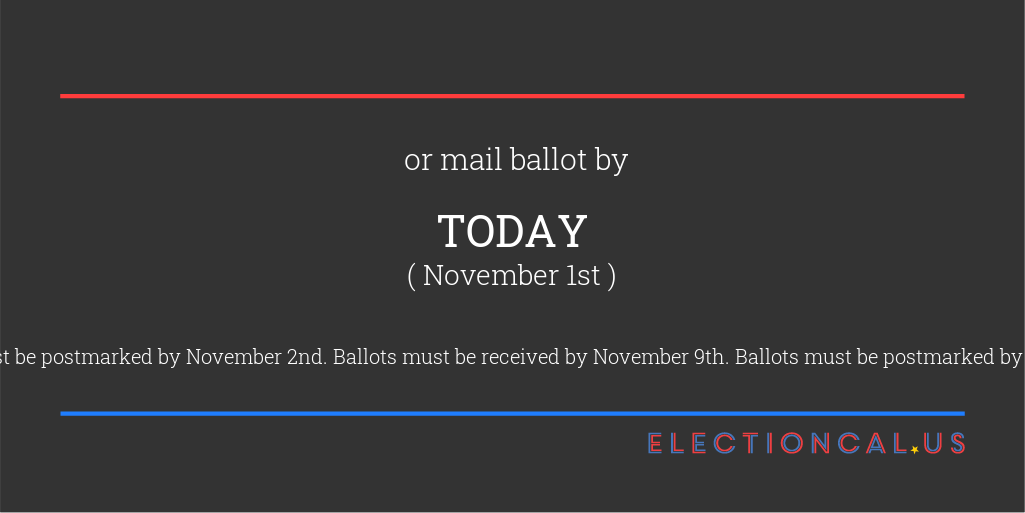 or mail ballot by
TODAY
( November 1st )
st be postmarked by November 2nd. Ballots must be received by November 9th. Ballots must be postmarked by
ELECTIONCAL.US